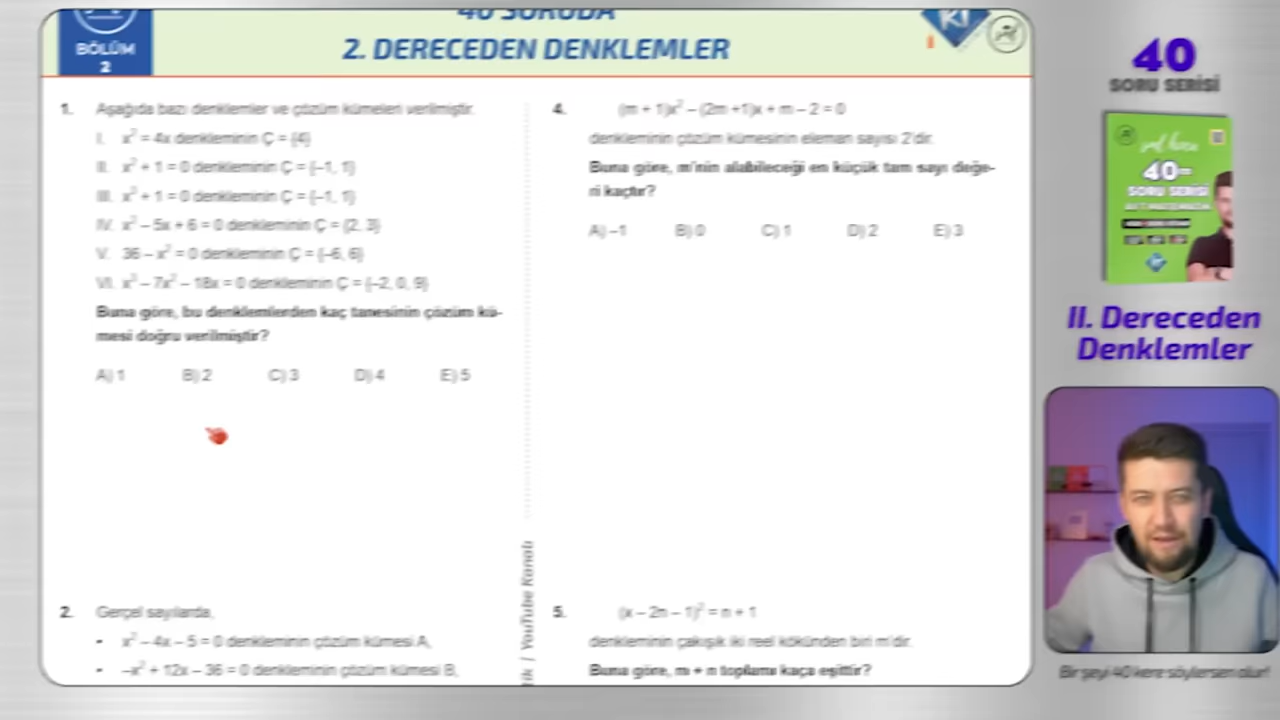 40 SORUDA
BÖLÜM
2
2. DERECEDEN DENKLEMLER
1. Aşağıda bazı denklemler ve çözüm kümeleri verilmiştir.
I. x² = 4x denkleminin Ç = {4}
II. x² + 1 = 0 denkleminin Ç = {–1, 1}
III. x² + 1 = 0 denkleminin Ç = {–1, 1}
IV. x² – 5x + 6 = 0 denkleminin Ç = {2, 3}
V. 36 – x² = 0 denkleminin Ç = {–6, 6}
VI. x³ – 7x² – 18x = 0 denkleminin Ç = {–2, 0, 9}
Buna göre, bu denklemlerden kaç tanesinin çözüm kü-
mesi doğru verilmiştir?
A) 1 B) 2 C) 3 D) 4 E) 5
2. Gerçel sayılarda,
• x² – 4x – 5 = 0 denkleminin çözüm kümesi A,
• –x² + 12x – 36 = 0 denkleminin çözüm kümesi B,
tik | YouTube Kanalı
4. (m + 1)x² – (2m +1)x + m – 2 = 0
denkleminin çözüm kümesinin eleman sayısı 2'dir.
Buna göre, m'nin alabileceği en küçük tam sayı değe-
ri kaçtır?
A) –1 B) 0 C) 1 D) 2 E) 3
5. (x – 2n – 1)² = n + 1
denkleminin çakışık iki reel kökünden biri m'dir.
Buna göre, m + n toplamı kaça eşittir?
40
SORU SERİSİ
40
SORU SERİSİ
II. Dereceden
Denklemler
Bir şeyi 40 kere söylersen olur!